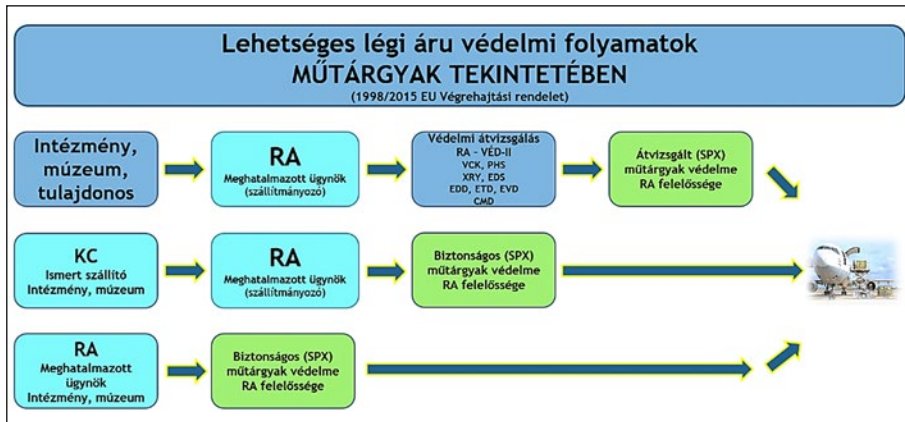 Lehetséges légi áru védelmi folyamatok
MŰTÁRGYAK TEKINTETÉBEN
(1998/2015 EU Végrehajtási rendelet)
Intézmény,
múzeum,
tulajdonos
RA
Meghatalmazott ügynök
(szállítmányozó)
Védelmi átvizsgálás
RA - VÉD-II
VCK, PHS
XRY, EDS
EDD, ETD, EVD
CMD
Átvizsgált (SPX)
műtárgyak védelme
RA felelőssége
KC
Ismert szállító
Intézmény, múzeum
RA
Meghatalmazott ügynök
(szállítmányozó)
Biztonságos (SPX)
műtárgyak védelme
RA felelőssége
RA
Meghatalmazott
ügynök
Intézmény, múzeum
Biztonságos (SPX)
műtárgyak védelme
RA felelőssége